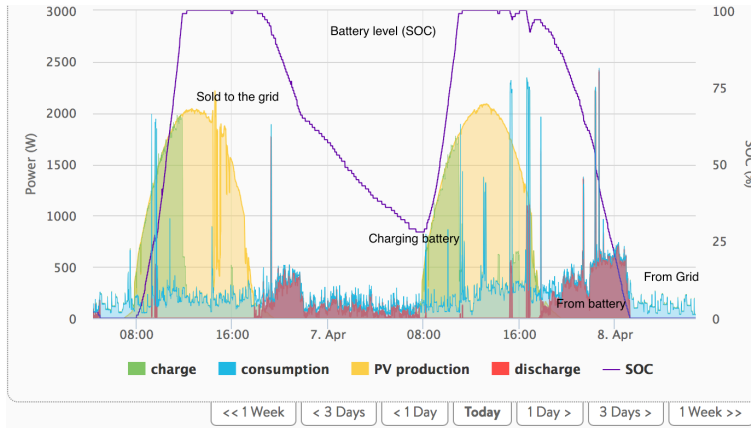 3000
2500
2000
1500
1000
500
0
Power (W)
100
75
50
25
0
SOC (%)
Battery level (SOC)
Sold to the grid
Charging battery
From Grid
From battery
08:00 16:00 7. Apr 08:00 16:00 8. Apr
charge consumption PV production discharge SOC
<< 1 Week < 3 Days < 1 Day Today 1 Day > 3 Days > 1 Week >>